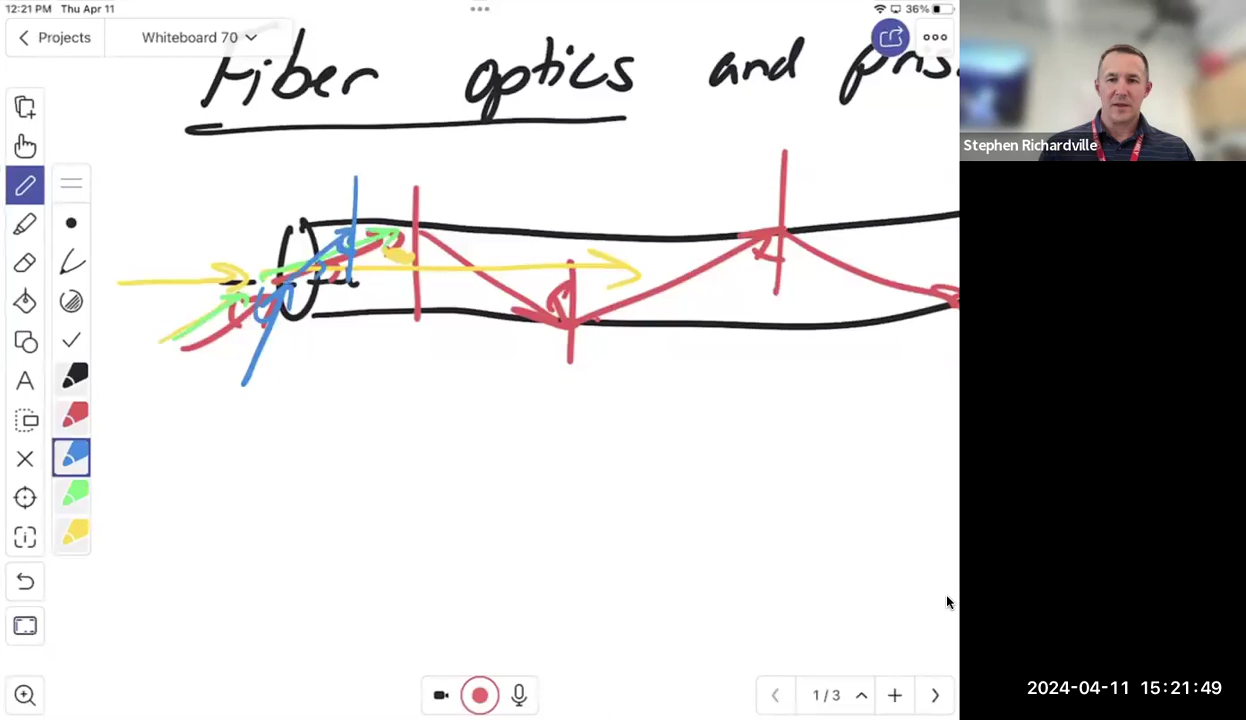 12:21 PM Thu Apr 11
36%
Projects
Whiteboard 70
Fiber optics and
Stephen Richardville
A
1 / 3
2024-04-11 15:21:49